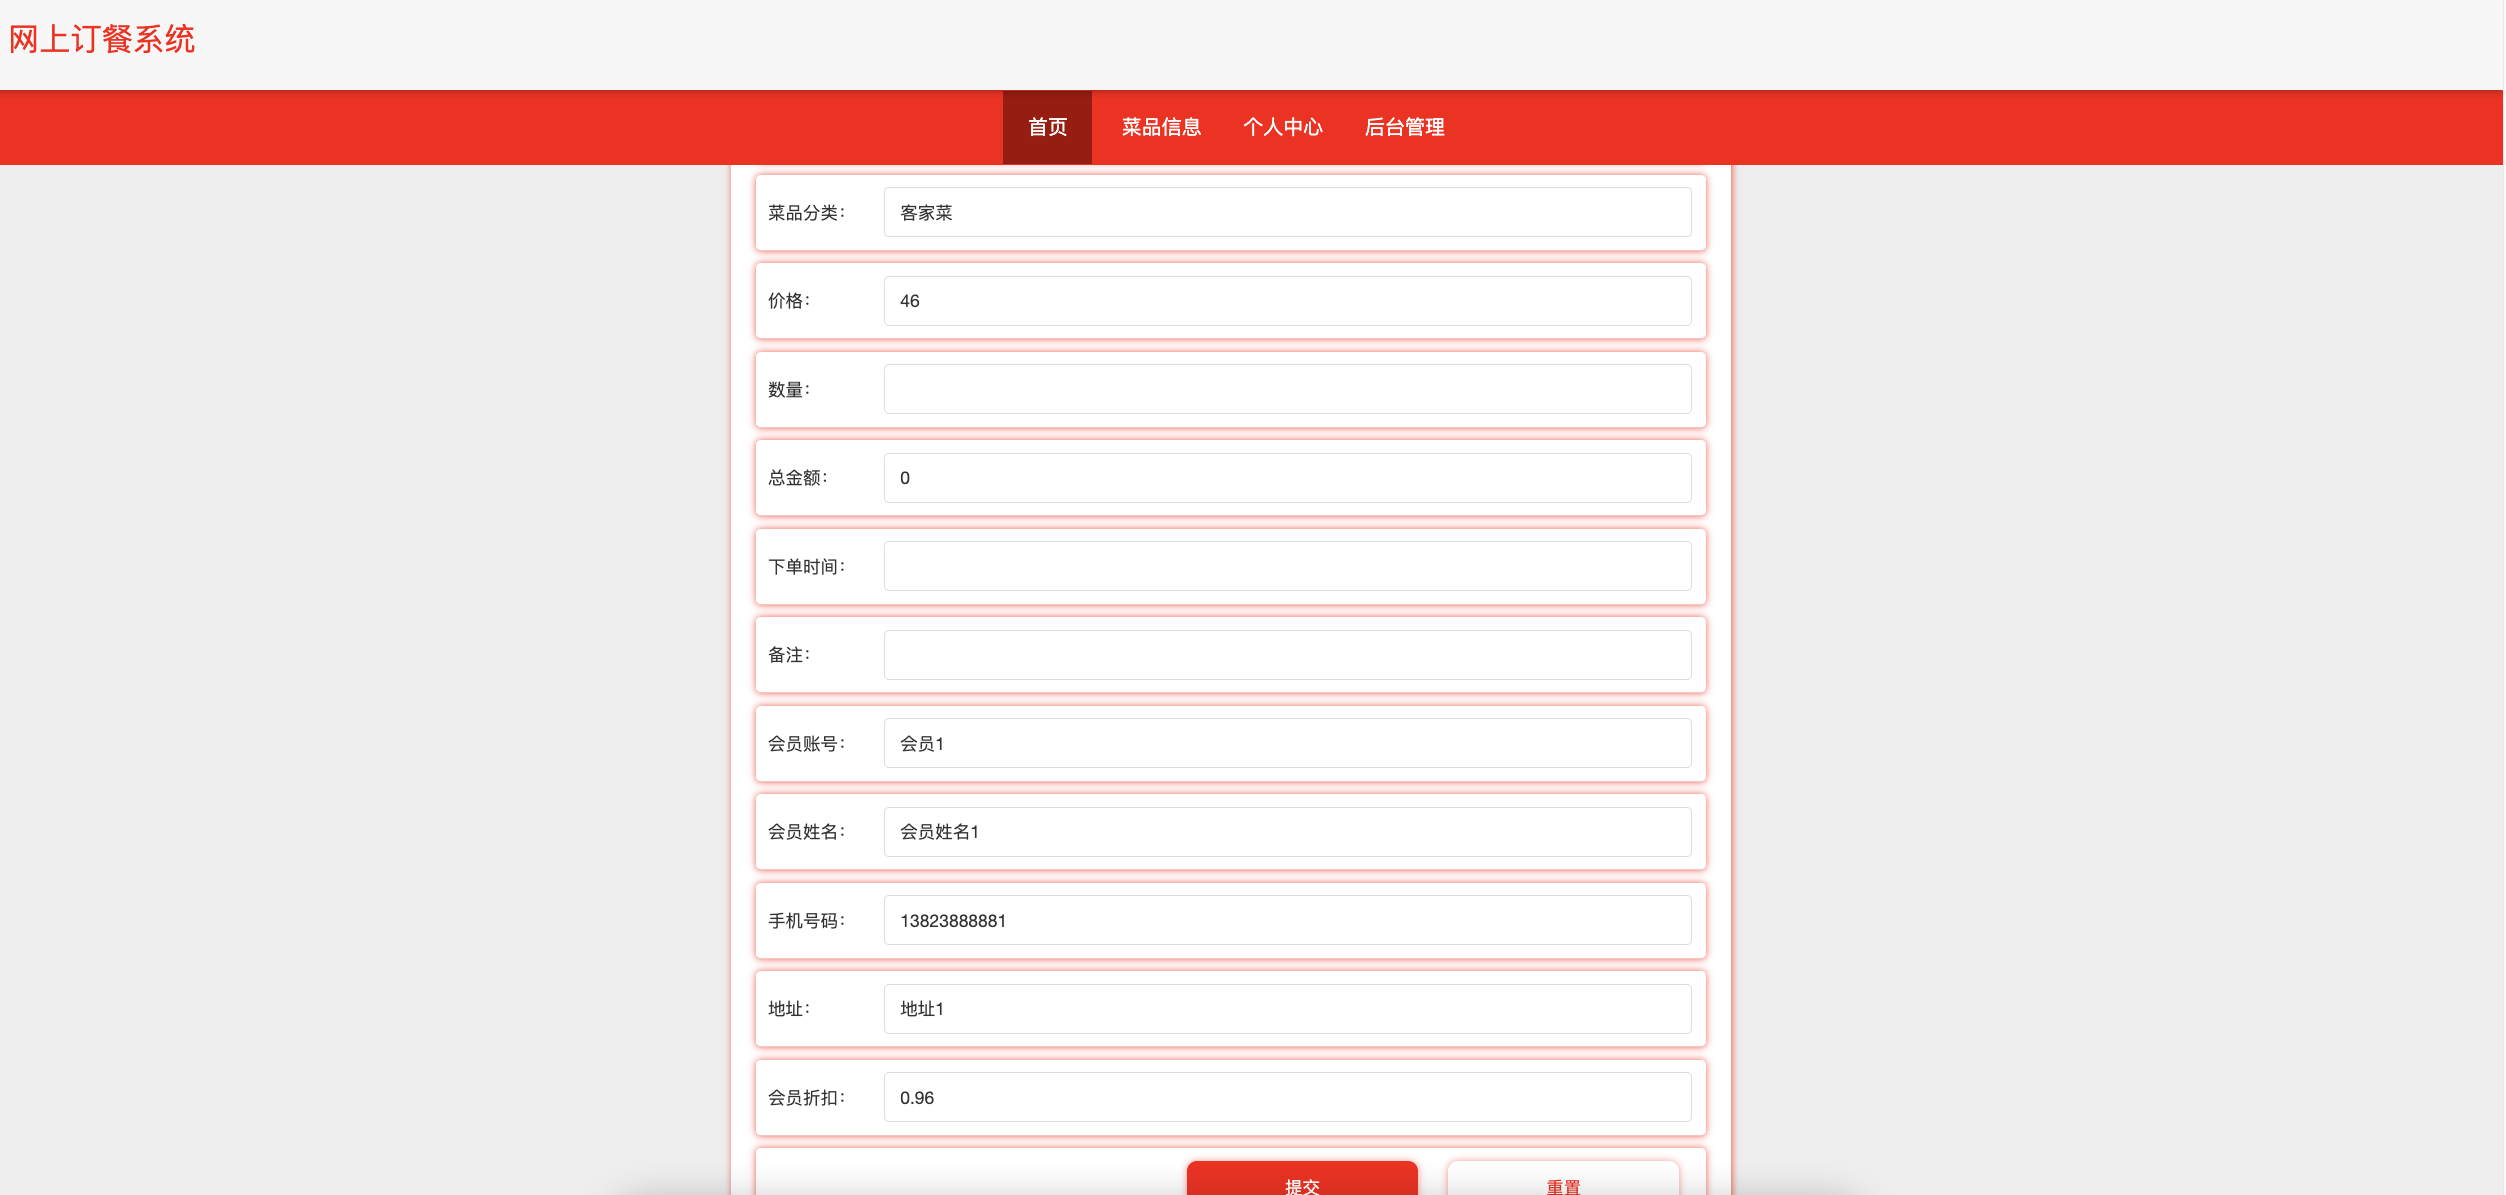 网上订餐系统
首页 菜品信息 个人中心 后台管理
菜品分类： 客家菜
价格： 46
数量：
总金额： 0
下单时间：
备注：
会员账号： 会员1
会员姓名： 会员姓名1
手机号码： 13823888881
地址： 地址1
会员折扣： 0.96
提交 重置